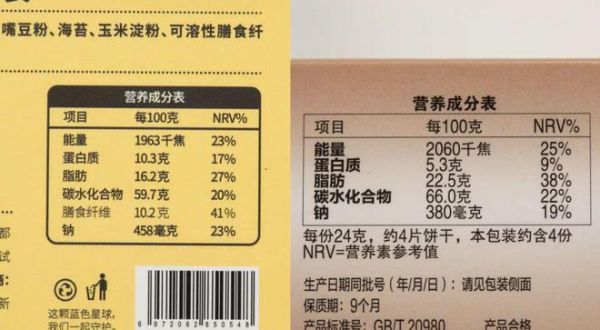 嘴豆粉、海苔、玉米淀粉、可溶性膳食纤
营养成分表
项目 每100克 NRV%
能量 1963千焦 23%
蛋白质 10.3克 17%
脂肪 16.2克 27%
碳水化合物 59.7克 20%
膳食纤维 10.2克 41%
钠 458毫克 23%
都
试
新
这颗蓝色星球,
我们一起守护。
6972062850548
营养成分表
项目 每100克 NRV%
能量 2060千焦 25%
蛋白质 5.3克 9%
脂肪 22.5克 38%
碳水化合物 66.0克 22%
钠 380毫克 19%
每份24克，约4片饼干，本包装约含4份
NRV=营养素参考值
生产日期同批号（年/月/日）：请见包装侧面
保质期：9个月
产品标准号：GB/T 20980 产品合格